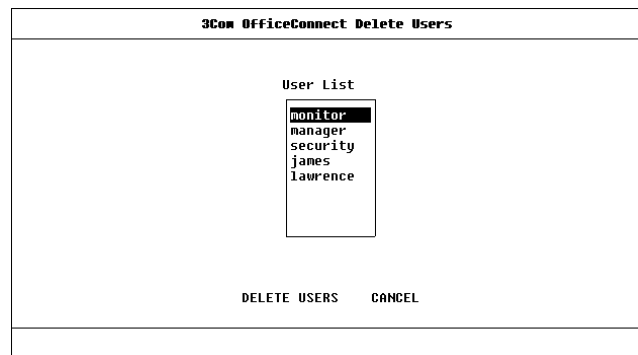 3Com OfficeConnect Delete Users
User List
monitor
manager
security
james
lawrence
DELETE USERS CANCEL